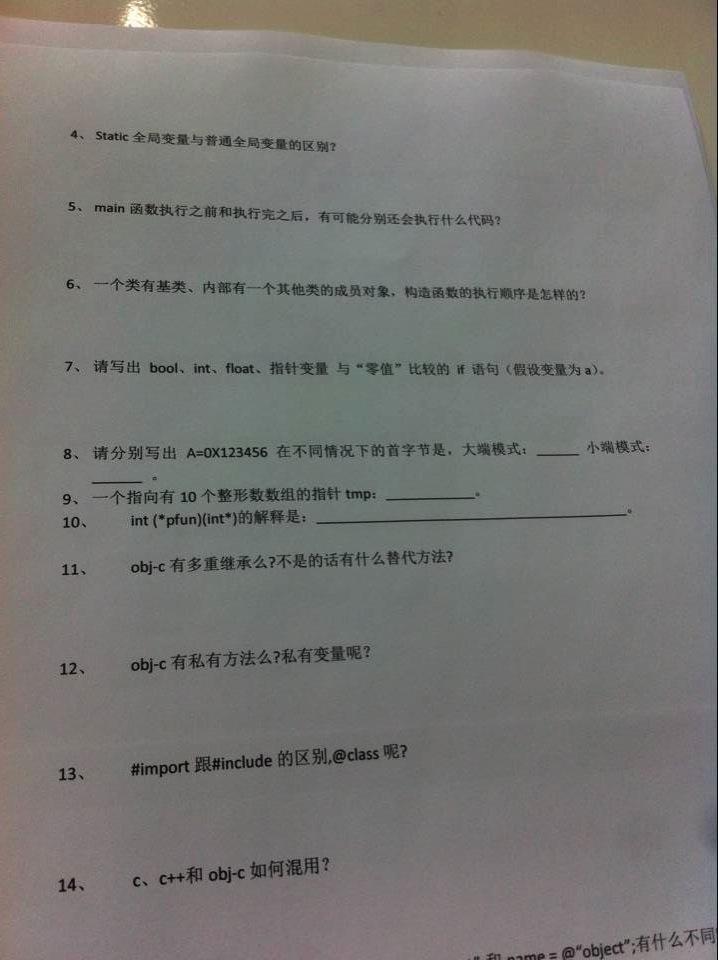 4、 Static 全局变量与普通全局变量的区别?
5、 main 函数执行之前和执行完之后，有可能分别还会执行什么代码?
6、 一个类有基类、内部有一个其他类的成员对象，构造函数的执行顺序是怎样的?
7、 请写出 bool、int、float、指针变量 与“零值”比较的 if 语句（假设变量为 a）。
8、 请分别写出 A=0X123456 在不同情况下的首字节是，大端模式：_____ 小端模式：
______ 。
9、 一个指向有 10 个整形数数组的指针 tmp：___________。
10、 int (*pfun)(int*)的解释是：______________________________________。
11、 obj-c 有多重继承么?不是的话有什么替代方法?
12、 obj-c 有私有方法么?私有变量呢?
13、 #import 跟#include 的区别,@class 呢?
14、 c、c++和 obj-c 如何混用?
" 和 name = @"object";有什么不同